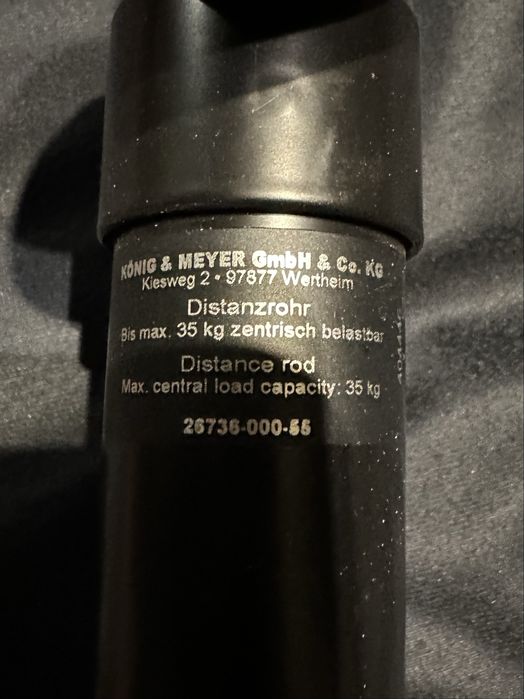 KÖNIG & MEYER GmbH & Co. KG
Kiesweg 2 • 97877 Wertheim
Distanzrohr
Bis max. 35 kg zentrisch belastbar
Distance rod
Max. central load capacity: 35 kg
26736-000-55